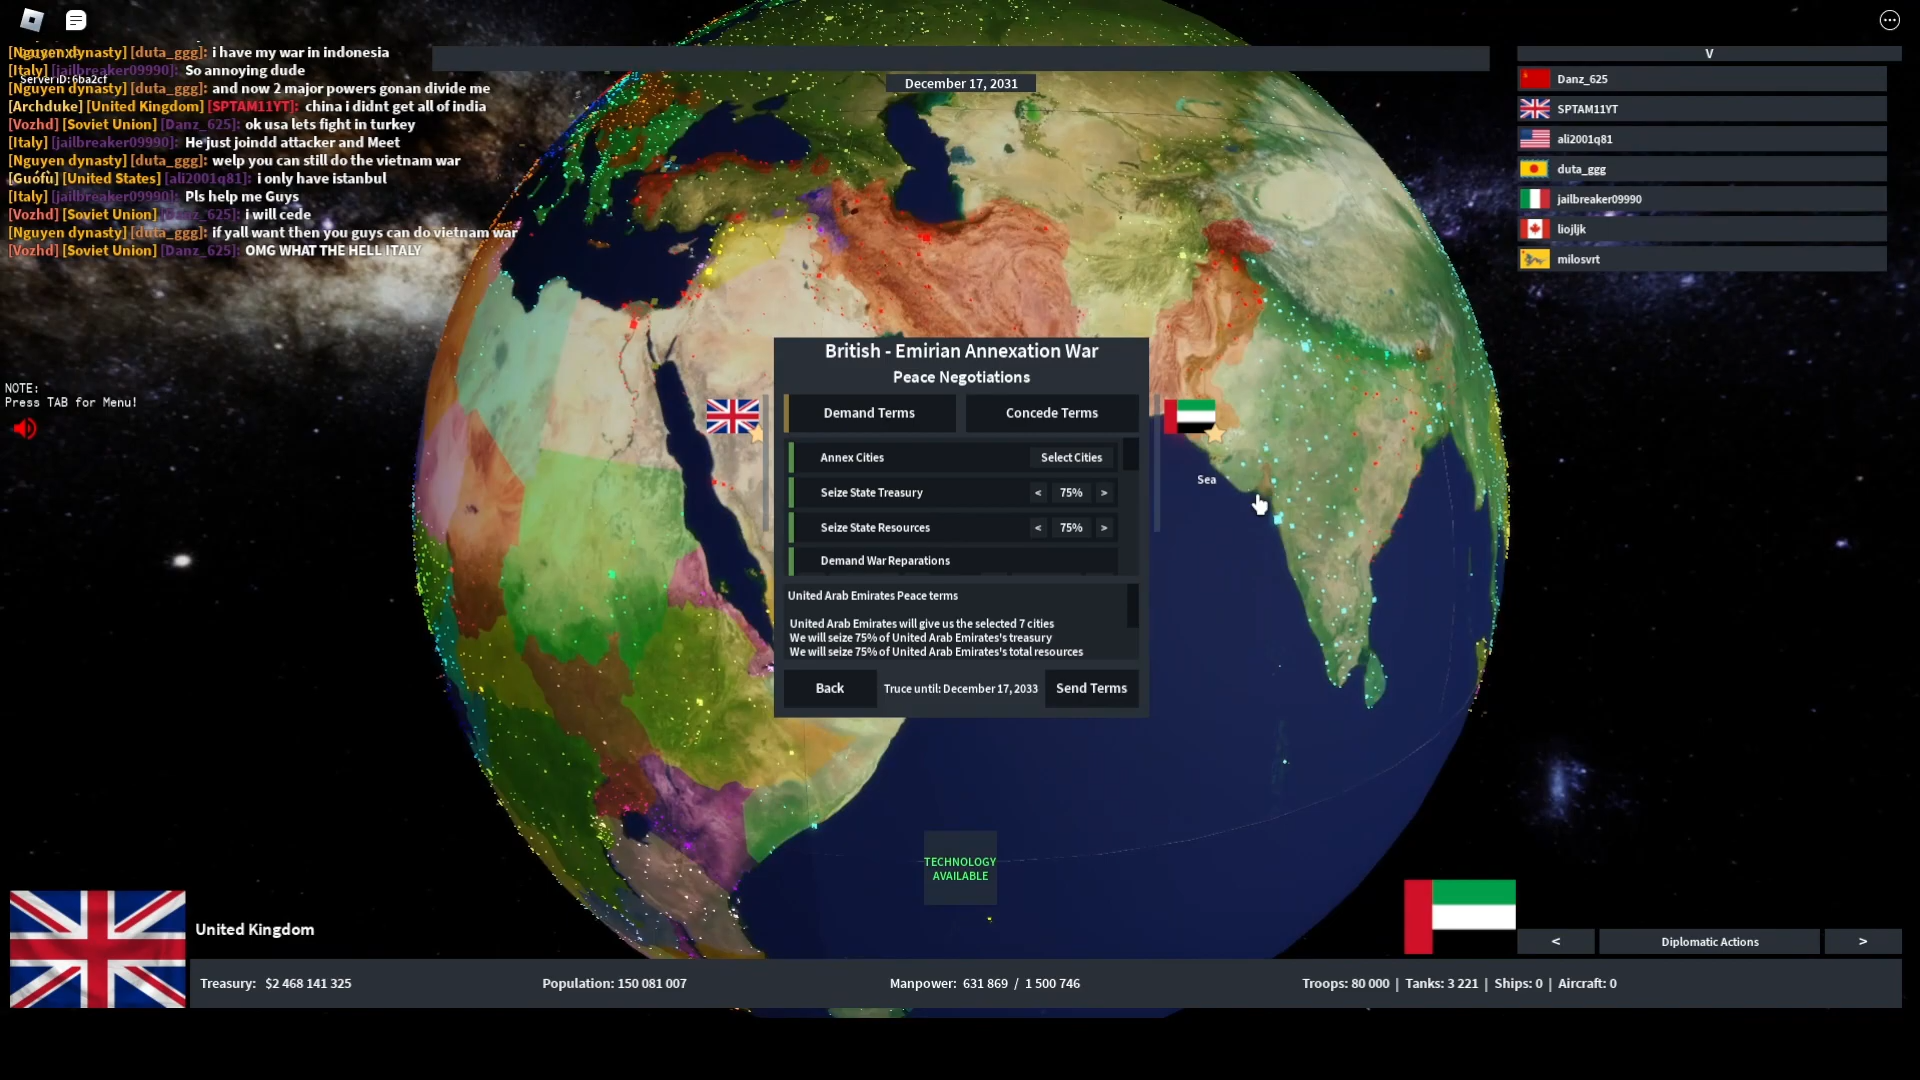 [Nguyen dynasty] [duta_ggg]: i have my war in indonesia
[Italy] [jailbreaker09990]: So annoying dude
Server ID: 6ba2cf
[Nguyen dynasty] [duta_ggg]: and now 2 major powers gonan divide me
[Archduke] [United Kingdom] [SPTAM11YT]: china i didnt get all of india
[Vozhd] [Soviet Union] [Danz_625]: ok usa lets fight in turkey
[Italy] [jailbreaker09990]: He just joindd attacker and Meet
[Nguyen dynasty] [duta_ggg]: welp you can still do the vietnam war
[Guófù] [United States] [ali2001q81]: i only have istanbul
[Italy] [jailbreaker09990]: Pls help me Guys
[Vozhd] [Soviet Union] [Danz_625]: i will cede
[Nguyen dynasty] [duta_ggg]: if yall want then you guys can do vietnam war
[Vozhd] [Soviet Union] [Danz_625]: OMG WHAT THE HELL ITALY
December 17, 2031
V
Danz_625
SPTAM11YT
ali2001q81
duta_ggg
jailbreaker09990
liojljk
milosvrt
NOTE:
Press TAB for Menu!
British - Emirian Annexation War
Peace Negotiations
Demand Terms
Concede Terms
Annex Cities
Select Cities
Seize State Treasury
< 75% >
Seize State Resources
< 75% >
Demand War Reparations
United Arab Emirates Peace terms
United Arab Emirates will give us the selected 7 cities
We will seize 75% of United Arab Emirates's treasury
We will seize 75% of United Arab Emirates's total resources
Back
Truce until: December 17, 2033
Send Terms
Sea
TECHNOLOGY
AVAILABLE
United Kingdom
< Diplomatic Actions >
Treasury: $2 468 141 325
Population: 150 081 007
Manpower: 631 869 / 1 500 746
Troops: 80 000 | Tanks: 3 221 | Ships: 0 | Aircraft: 0